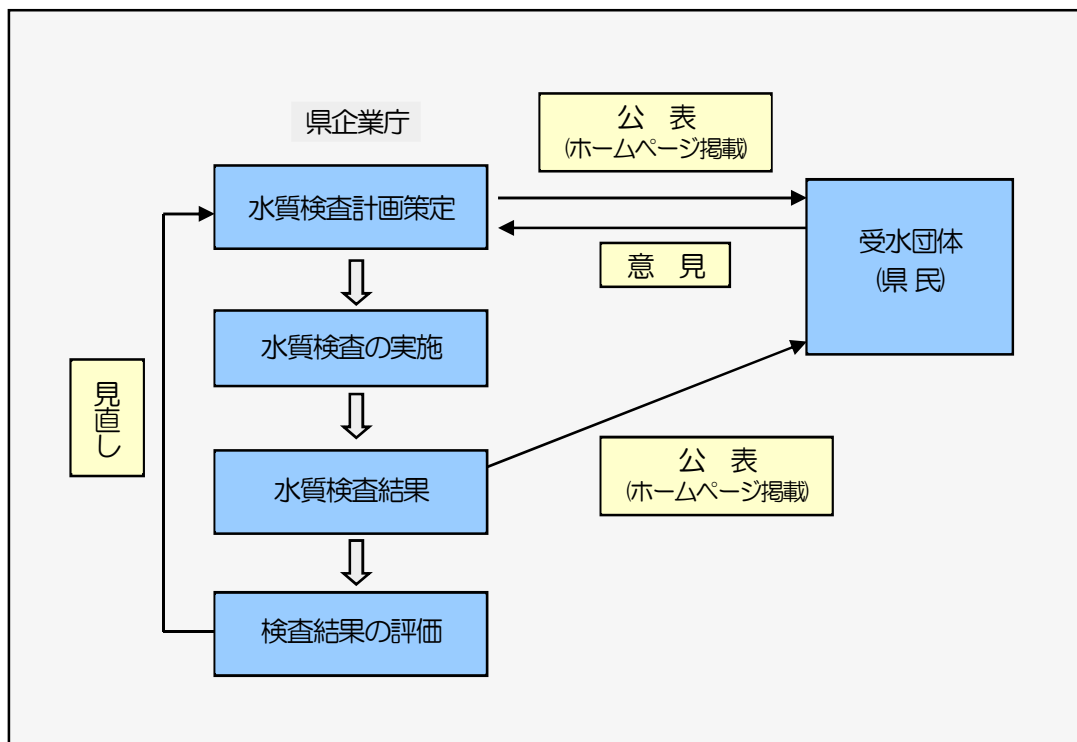 県企業庁
公　表
(ホームページ掲載)
水質検査計画策定
受水団体
(県 民)
意　見
水質検査の実施
見直し
公　表
(ホームページ掲載)
水質検査結果
検査結果の評価